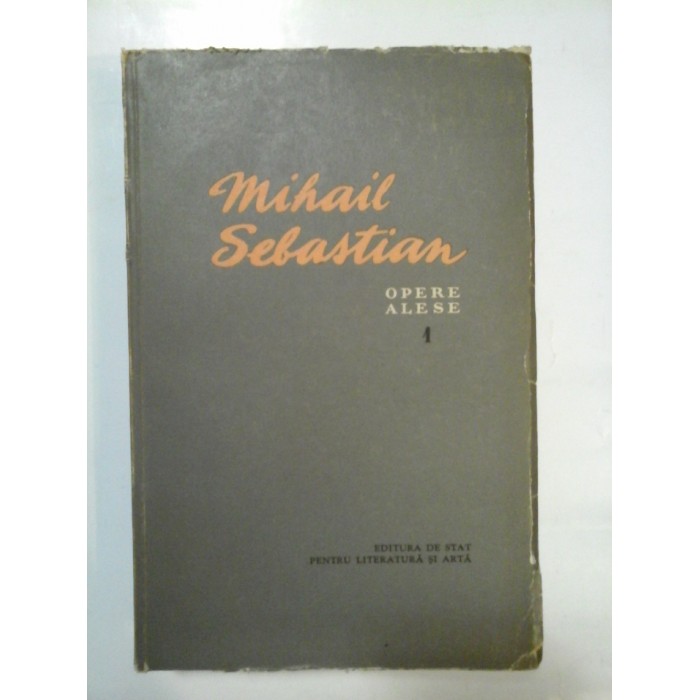 Mihail
Sebastian
OPERE
ALESE
1
EDITURA DE STAT
PENTRU LITERATURĂ ȘI ARTĂ